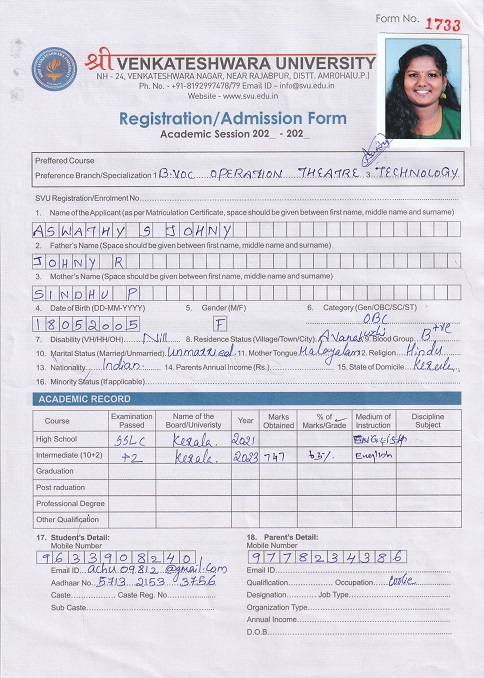 Form No. 1733
श्री VENKATESHWARA UNIVERSITY
NH - 24, VENKATESHWARA NAGAR, NEAR RAJABPUR, DISTT. AMROHA[U.P.]
Ph. No. - +91-8192997478/79 Email ID – info@svu.edu.in
Website - www.svu.edu.in
Registration/Admission Form
Academic Session 202_ - 202_
Preffered Course
Preference Branch/Specialization 1. B.VOC OPERATION THEATRE 3. TECHNOLOGY
SVU Registration/Enrolment No.
1. Name of the Applicant (as per Matriculation Certificate, space should be given between first name, middle name and surname)
ASWATHY S JOHNY
2. Father's Name (Space should be given between first name, middle name and surname)
JOHNY R
3. Mother's Name (Space should be given between first name, middle name and surname)
SINDHU P
4. Date of Birth (DD-MM-YYYY) 5. Gender (M/F) 6. Category (Gen/OBC/SC/ST)
18052005 F OBC
7. Disability (VH/HH/OH) Nill 8. Residence Status (Village/Town/City) 9. Blood Group B+ve
10. Marital Status (Married/Unmarried) Unmarried 11. Mother Tongue Malayalam 12. Religion Hindu
13. Nationality Indian 14. Parents Annual Income (Rs.) 15. State of Domicile Kerala
16. Minority Status (If applicable)
ACADEMIC RECORD
Course Examination Passed Name of the Board/Univeristy Year Marks Obtained % of Marks/Grade Medium of Instruction Discipline Subject
High School SSLC Kerala. 2021 ENGLISH
Intermediate (10+2) +2 Kerala. 2023 747 65% English
Graduation
Post raduation
Professional Degree
Other Qualification
17. Student's Detail: 18. Parent's Detail:
Mobile Number Mobile Number
9633908240 9778234386
Email ID achu09812@gmail.com Email ID
Aadhaar No. 5713 2153 3756 Qualification Occupation Coolie
Caste Caste Reg. No. Designation Job Type
Sub Caste Organization Type
Annual Income
D.O.B.